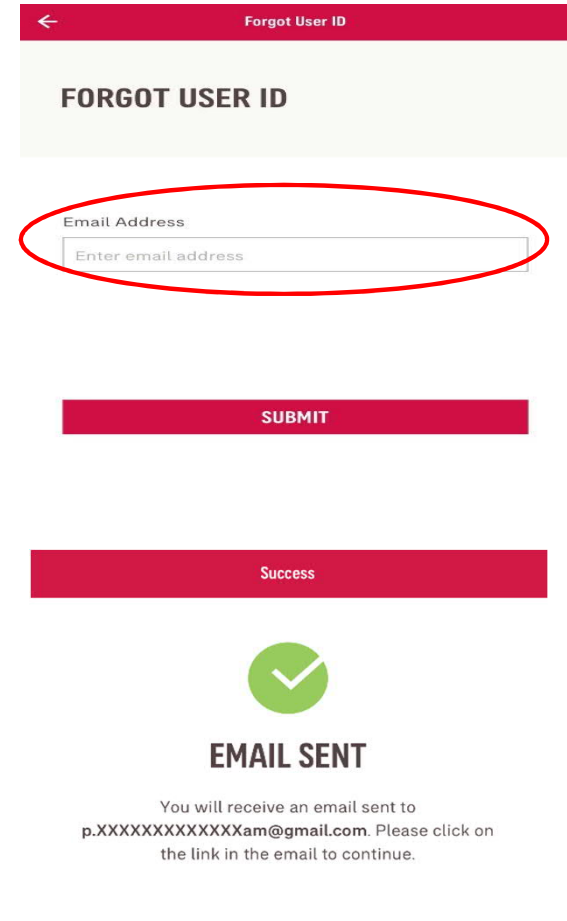 Forgot User ID
FORGOT USER ID
Email Address
Enter email address
SUBMIT
Success
EMAIL SENT
You will receive an email sent to
p.XXXXXXXXXXXXXam@gmail.com. Please click on
the link in the email to continue.